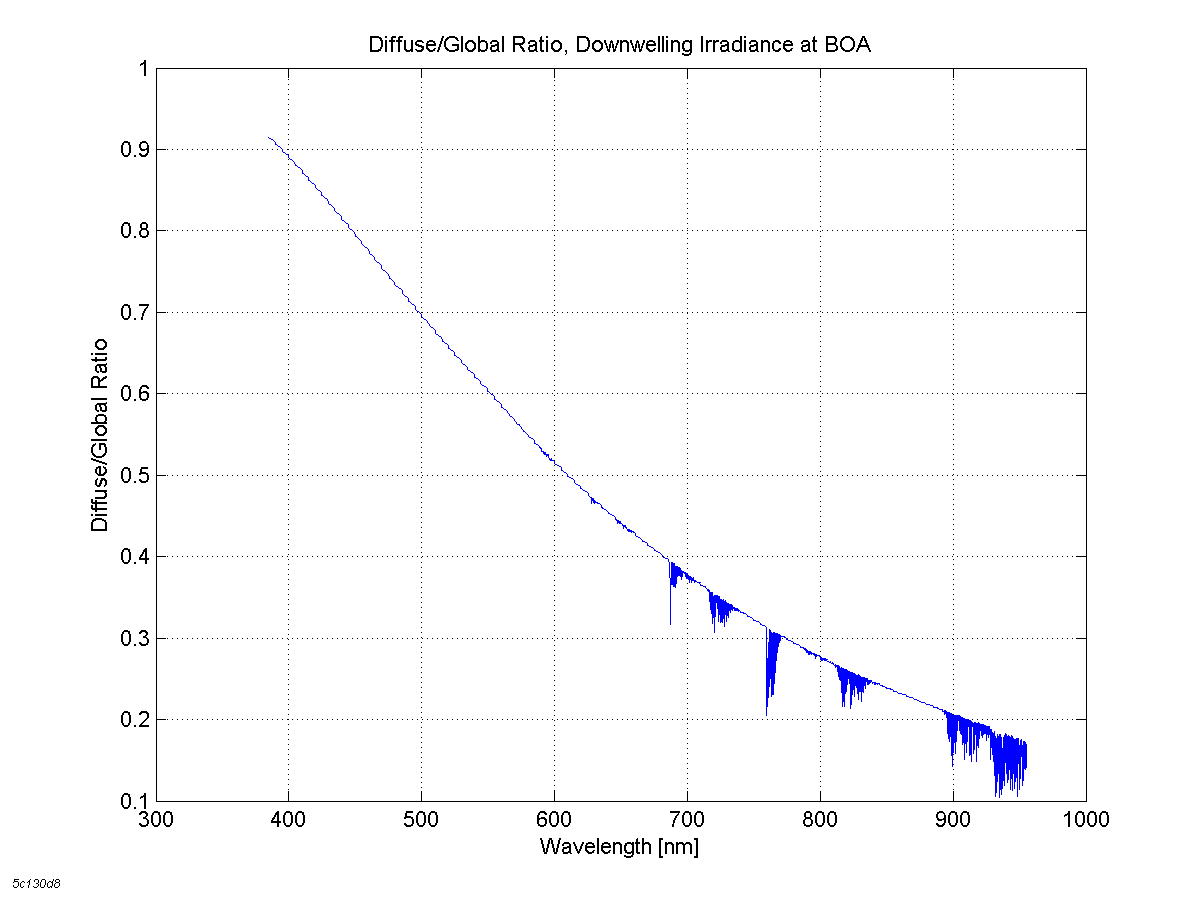 Diffuse/Global Ratio, Downwelling Irradiance at BOA
1
0.9
0.8
0.7
0.6
0.5
0.4
0.3
0.2
0.1
Diffuse/Global Ratio
300 400 500 600 700 800 900 1000
Wavelength [nm]
5c130d8